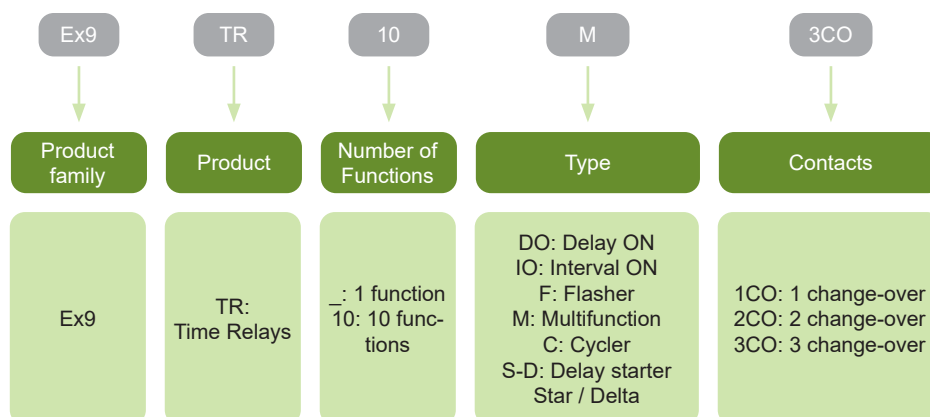 Ex9
TR
10
M
3CO
Product
family
Product
Number of
Functions
Type
Contacts
Ex9
TR:
Time Relays
_: 1 function
10: 10 func-
tions
DO: Delay ON
IO: Interval ON
F: Flasher
M: Multifunction
C: Cycler
S-D: Delay starter
Star / Delta
1CO: 1 change-over
2CO: 2 change-over
3CO: 3 change-over